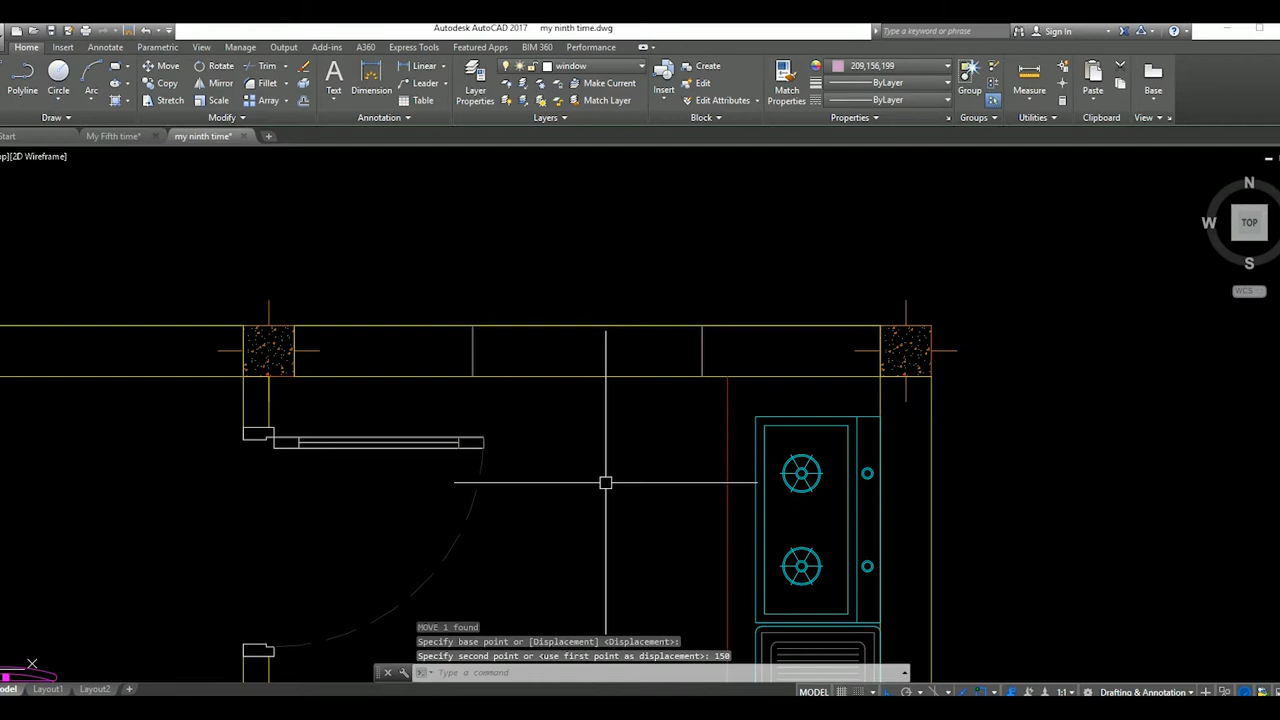 Autodesk AutoCAD 2017 my ninth time.dwg
Type a keyword or phrase
Sign In
Home Insert Annotate Parametric View Manage Output Add-ins A360 Express Tools Featured Apps BIM 360 Performance
Polyline Circle Arc
Move Rotate Trim
Copy Mirror Fillet
Stretch Scale Array
Text Dimension
Linear
Leader
Table
Layer Properties
window
Make Current
Match Layer
Insert
Create
Edit
Edit Attributes
Match Properties
209,156,199
ByLayer
ByLayer
Group
Measure
Paste
Base
Draw Modify Annotation Layers Block Properties Groups Utilities Clipboard View
Start My Fifth time* my ninth time*
op][2D Wireframe]
N
W TOP
S
WCS
MOVE 1 found
Specify base point or [Displacement] <Displacement>:
Specify second point or <use first point as displacement>: 150
Type a command
odel Layout1 Layout2 +
MODEL 1:1 Drafting & Annotation